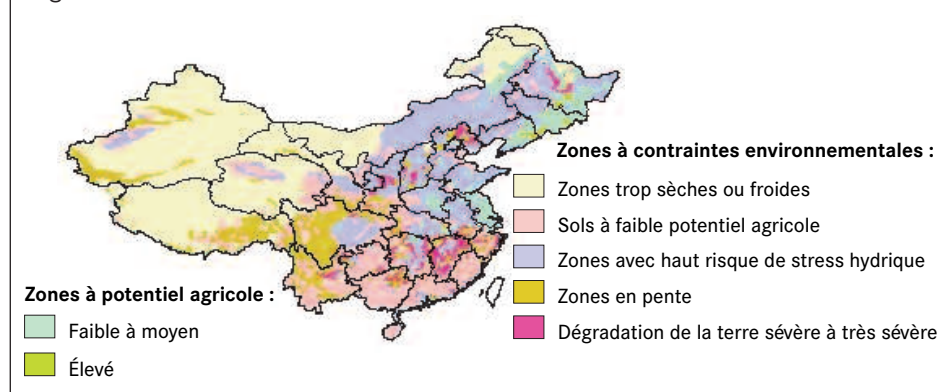 Zones à contraintes environnementales :
Zones trop sèches ou froides
Sols à faible potentiel agricole
Zones avec haut risque de stress hydrique
Zones en pente
Dégradation de la terre sévère à très sévère
Zones à potentiel agricole :
Faible à moyen
Élevé